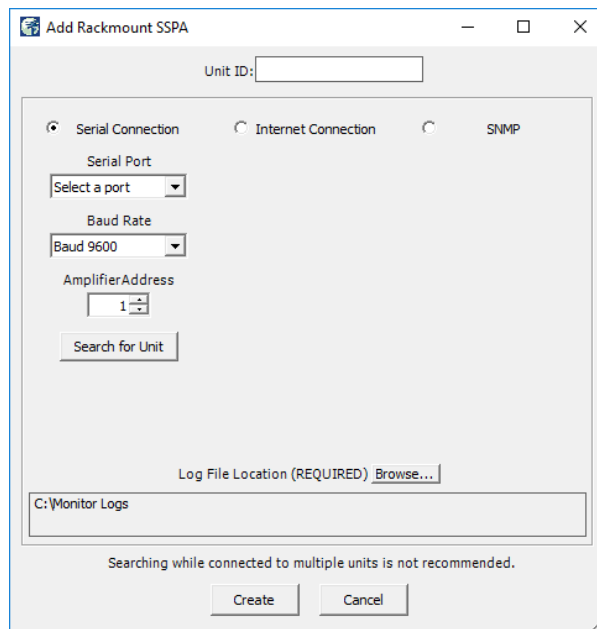 Add Rackmount SSPA
Unit ID:
Serial Connection
Internet Connection
SNMP
Serial Port
Select a port
Baud Rate
Baud 9600
AmplifierAddress
1
Search for Unit
Log File Location (REQUIRED) Browse...
C:\Monitor Logs
Searching while connected to multiple units is not recommended.
Create
Cancel